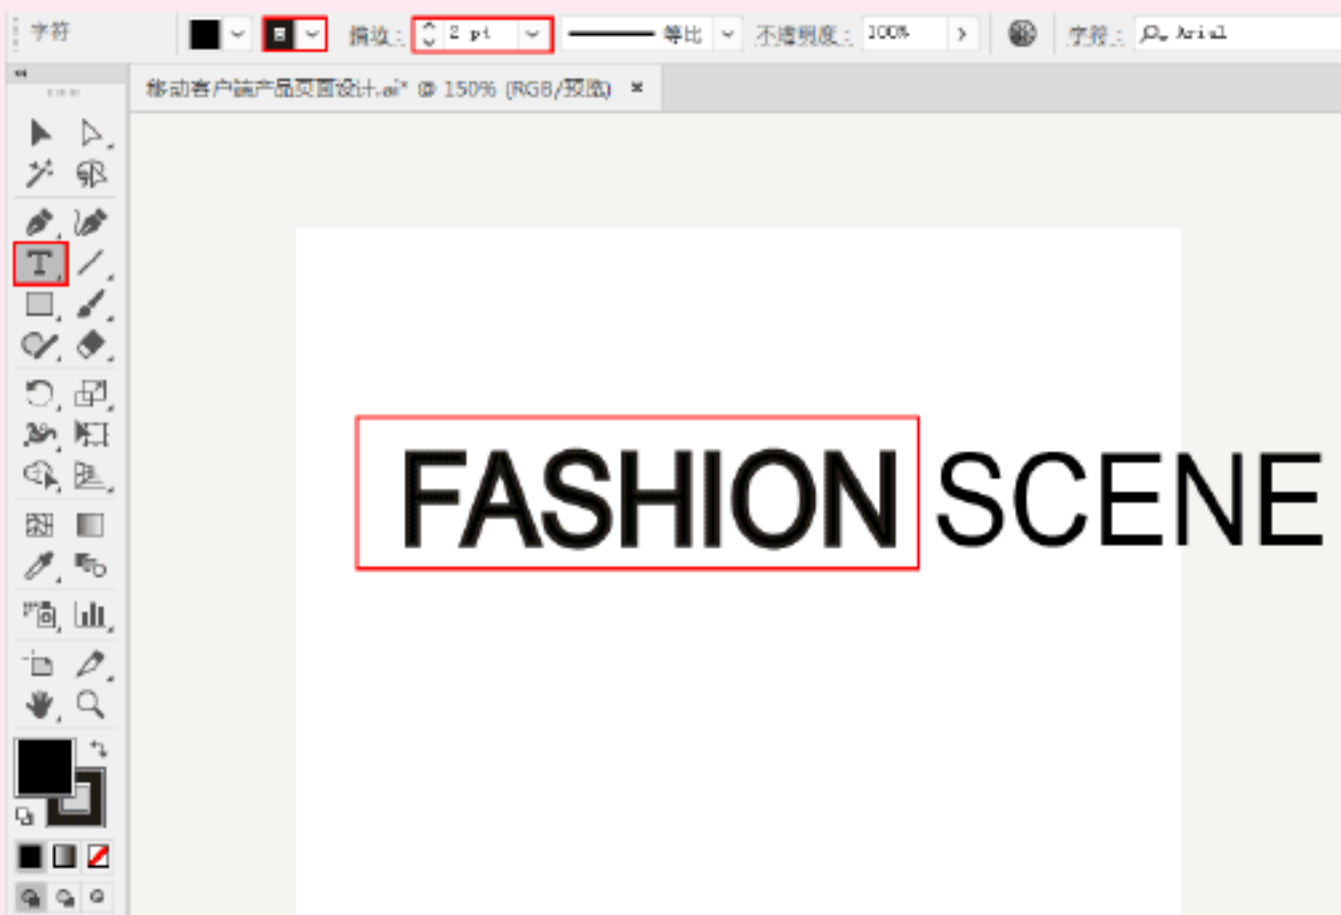 字符 描边： 2 pt 等比 不透明度： 100% 字符： Arial
移动客户端产品页面设计.ai* @ 150% (RGB/预览) ×
FASHION SCENE